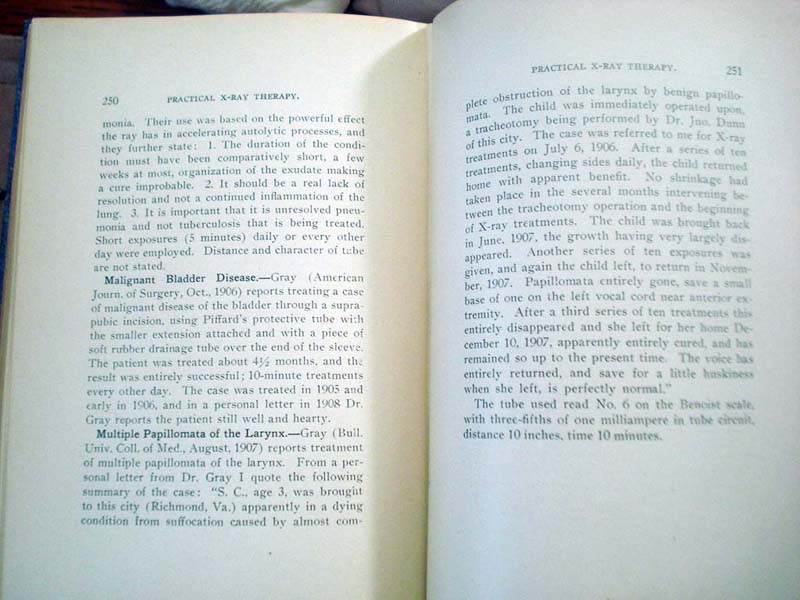 250 PRACTICAL X-RAY THERAPY.
monia. Their use was based on the powerful effect
the ray has in accelerating autolytic processes, and
they further state: 1. The duration of the condi-
tion must have been comparatively short, a few
weeks at most, organization of the exudate making
a cure improbable. 2. It should be a real lack of
resolution and not a continued inflammation of the
lung. 3. It is important that it is unresolved pneu-
monia and not tuberculosis that is being treated.
Short exposures (5 minutes) daily or every other
day were employed. Distance and character of tube
are not stated.
Malignant Bladder Disease.—Gray (American
Journ. of Surgery, Oct., 1906) reports treating a case
of malignant disease of the bladder through a supra-
pubic incision, using Piffard's protective tube with
the smaller extension attached and with a piece of
soft rubber drainage tube over the end of the sleeve.
The patient was treated about 4½ months, and the
result was entirely successful; 10-minute treatments
every other day. The case was treated in 1905 and
early in 1906, and in a personal letter in 1908 Dr.
Gray reports the patient still well and hearty.
Multiple Papillomata of the Larynx.—Gray (Bull.
Univ. Coll. of Med., August, 1907) reports treatment
of multiple papillomata of the larynx. From a per-
sonal letter from Dr. Gray I quote the following
summary of the case: "S. C., age 3, was brought
to this city (Richmond, Va.) apparently in a dying
condition from suffocation caused by almost com-
PRACTICAL X-RAY THERAPY. 251
plete obstruction of the larynx by benign papillo-
mata. The child was immediately operated upon,
a tracheotomy being performed by Dr. Jno. Dunn
of this city. The case was referred to me for X-ray
treatments on July 6, 1906. After a series of ten
treatments, changing sides daily, the child returned
home with apparent benefit. No shrinkage had
taken place in the several months intervening be-
tween the tracheotomy operation and the beginning
of X-ray treatments. The child was brought back
in June, 1907, the growth having very largely dis-
appeared. Another series of ten exposures was
given, and again the child left, to return in Novem-
ber, 1907. Papillomata entirely gone, save a small
base of one on the left vocal cord near anterior ex-
tremity. After a third series of ten treatments this
entirely disappeared and she left for her home De-
cember 10, 1907, apparently entirely cured, and has
remained so up to the present time. The voice has
entirely returned, and save for a little huskiness
when she left, is perfectly normal."
The tube used read No. 6 on the Benoist scale,
with three-fifths of one milliampere in tube circuit,
distance 10 inches, time 10 minutes.